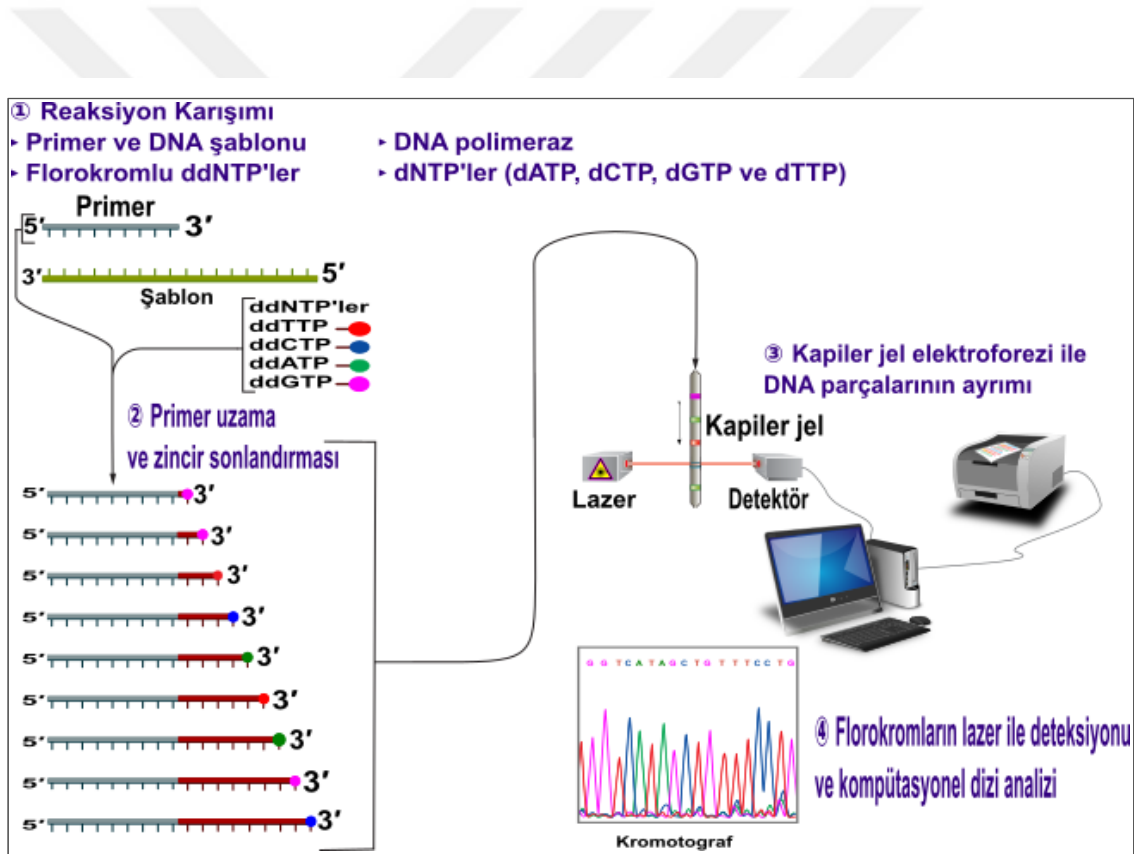 ① Reaksiyon Karışımı
‣ Primer ve DNA şablonu
‣ Florokromlu ddNTP'ler
‣ DNA polimeraz
‣ dNTP'ler (dATP, dCTP, dGTP ve dTTP)
Primer
5′ 3′
3′ 5′
Şablon
ddNTP'ler
ddTTP
ddCTP
ddATP
ddGTP
② Primer uzama
ve zincir sonlandırması
5′ 3′
5′ 3′
5′ 3′
5′ 3′
5′ 3′
5′ 3′
5′ 3′
5′ 3′
5′ 3′
③ Kapiler jel elektroforezi ile
DNA parçalarının ayrımı
Kapiler jel
Lazer
Detektör
G G T C A T A G C T G T T T C C T G
Kromotograf
④ Florokromların lazer ile deteksiyonu
ve kompütasyonel dizi analizi